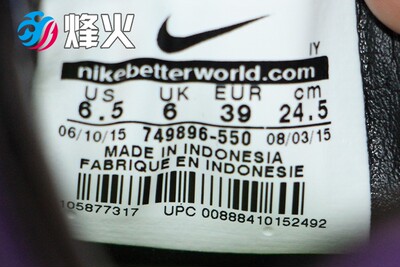 烽火
IY
nikebetterworld.com
US UK EUR cm
6.5 6 39 24.5
06/10/15 749896-550 08/03/15
MADE IN INDONESIA
FABRIQUE EN INDONESIE
105877317 UPC 00888410152492